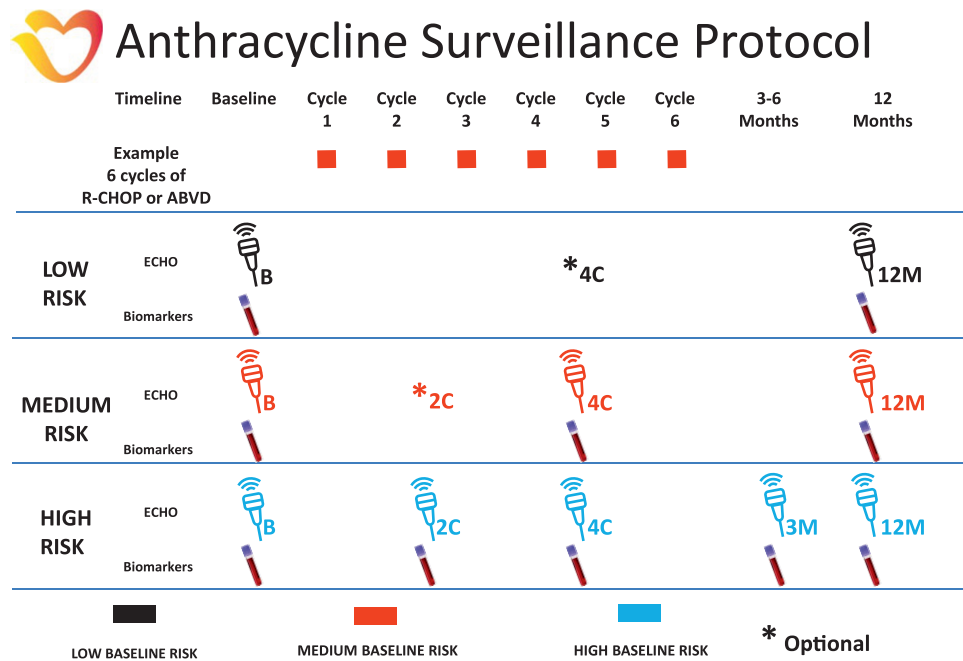 Anthracycline Surveillance Protocol
Timeline Baseline Cycle 1 Cycle 2 Cycle 3 Cycle 4 Cycle 5 Cycle 6 3-6 Months 12 Months
Example
6 cycles of
R-CHOP or ABVD
LOW
RISK
ECHO
B *4C 12M
Biomarkers
MEDIUM
RISK
ECHO
B *2C 4C 12M
Biomarkers
HIGH
RISK
ECHO
B 2C 4C 3M 12M
Biomarkers
LOW BASELINE RISK MEDIUM BASELINE RISK HIGH BASELINE RISK * Optional